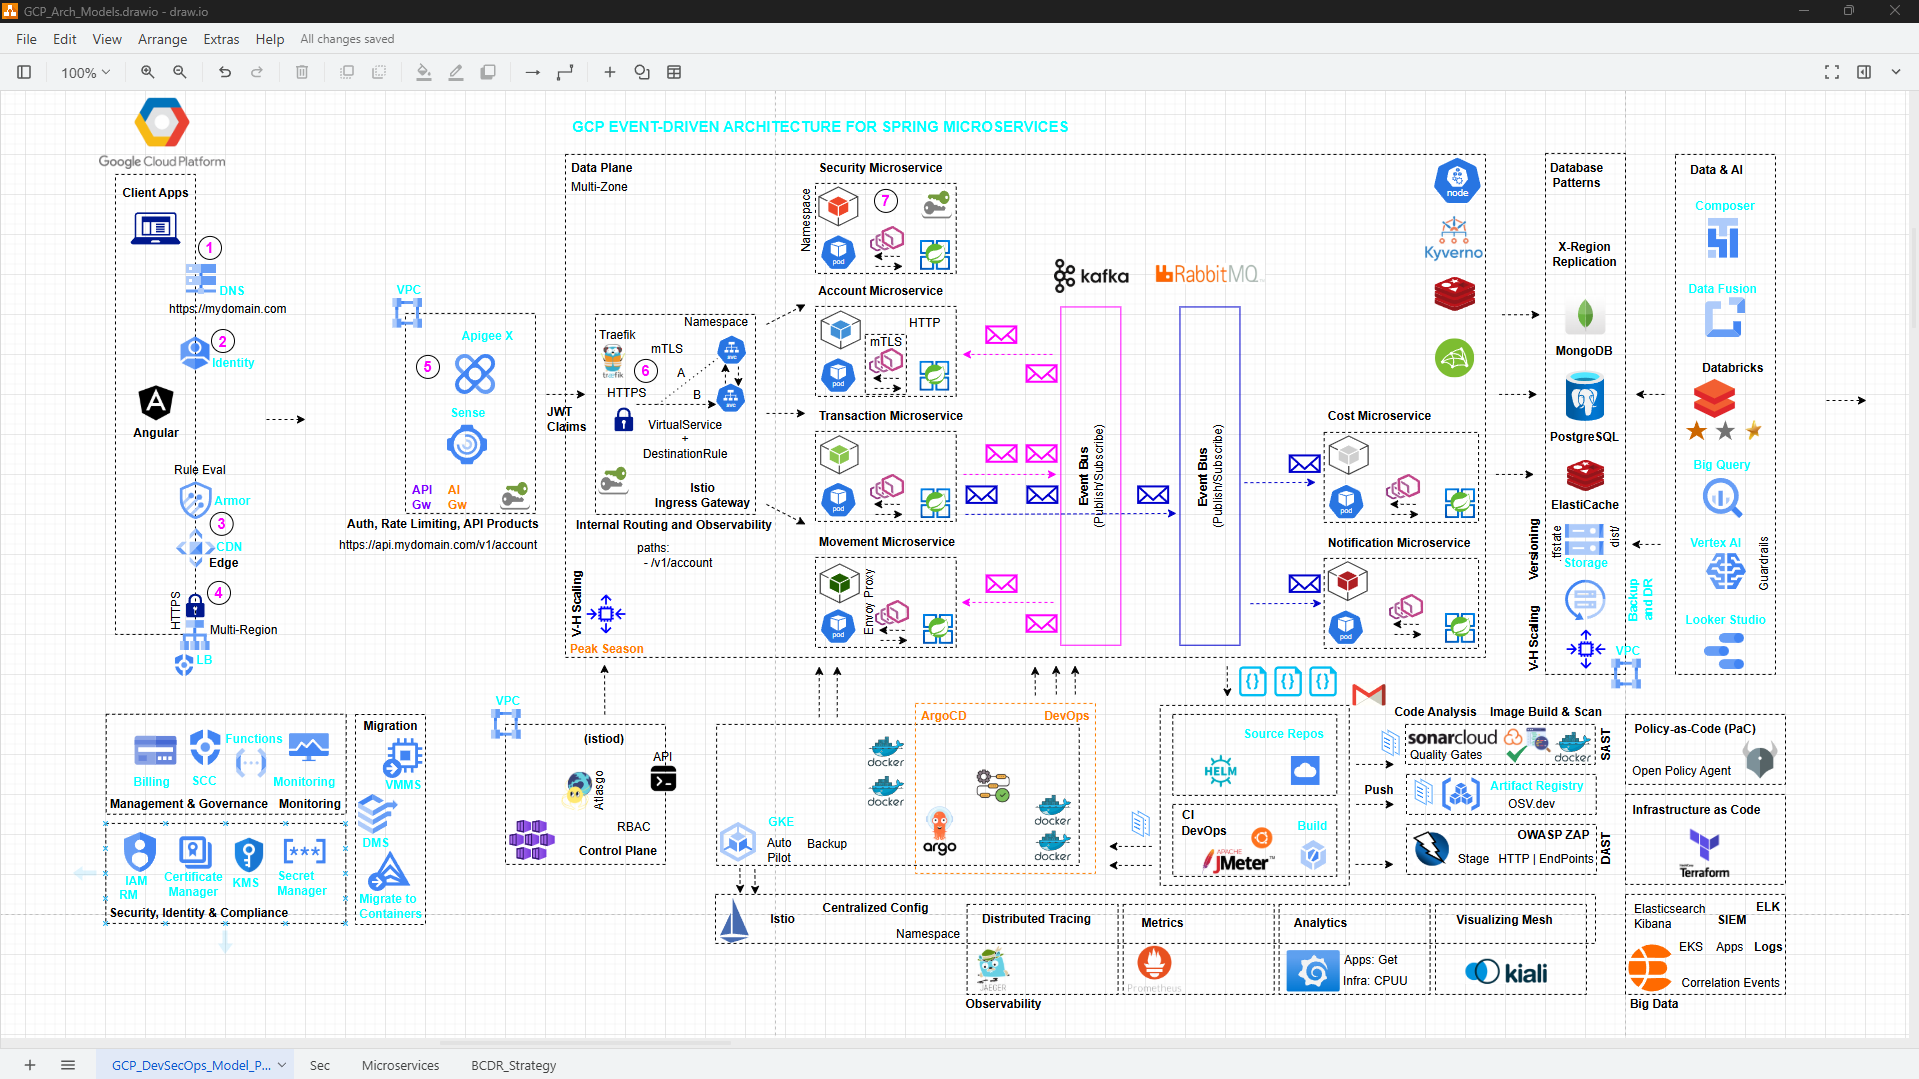 GCP_Arch_Models.drawio - draw.io
File Edit View Arrange Extras Help All changes saved
100%
Google Cloud Platform
GCP EVENT-DRIVEN ARCHITECTURE FOR SPRING MICROSERVICES
Client Apps
1
DNS
https://mydomain.com
2
Identity
Angular
Rule Eval
Armor
3
CDN
Edge
4
HTTPS
Multi-Region
LB
VPC
Apigee X
5
Sense
API
Gw
AI
Gw
Auth, Rate Limiting, API Products
https://api.mydomain.com/v1/account
JWT
Claims
Data Plane
Multi-Zone
Namespace
Traefik
træfik
mTLS
6
A
HTTPS
B
svc
svc
VirtualService
+
DestinationRule
Istio
Ingress Gateway
Internal Routing and Observability
paths:
- /v1/account
V-H Scaling
Peak Season
Security Microservice
Namespace
7
pod
Account Microservice
HTTP
mTLS
pod
Transaction Microservice
pod
Movement Microservice
Envoy Proxy
pod
kafka
RabbitMQ
Event Bus
(Publish/Subscribe)
Event Bus
(Publish/Subscribe)
node
Kyverno
Cost Microservice
pod
Notification Microservice
pod
Database
Patterns
X-Region
Replication
MongoDB
PostgreSQL
ElastiCache
Versioning
tfstate
dist/
Storage
Backup
and DR
V-H Scaling
VPC
Data & AI
Composer
Data Fusion
Databricks
Big Query
Vertex AI
Guardrails
Looker Studio
Billing
SCC
Functions
Monitoring
Management & Governance Monitoring
IAM
RM
Certificate
Manager
KMS
Secret
Manager
Security, Identity & Compliance
Migration
VMMS
DMS
Migrate to
Containers
VPC
(istiod)
Atlasgo
API
RBAC
Control Plane
GKE
Auto
Pilot
Backup
docker
docker
ArgoCD
DevOps
argo
docker
docker
Source Repos
HELM
CI
DevOps
Build
APACHE
JMeter
Code Analysis Image Build & Scan
sonarcloud
Quality Gates
docker
SAST
Push
Artifact Registry
OSV.dev
OWASP ZAP
Stage HTTP | EndPoints
DAST
Policy-as-Code (PaC)
Open Policy Agent
Infrastructure as Code
Terraform
Elasticsearch
Kibana
ELK
SIEM
EKS Apps Logs
Correlation Events
Big Data
Istio
Centralized Config
Namespace
Distributed Tracing
JAEGER
Observability
Metrics
Prometheus
Analytics
Apps: Get
Infra: CPUU
Visualizing Mesh
kiali
GCP_DevSecOps_Model_P... Sec Microservices BCDR_Strategy